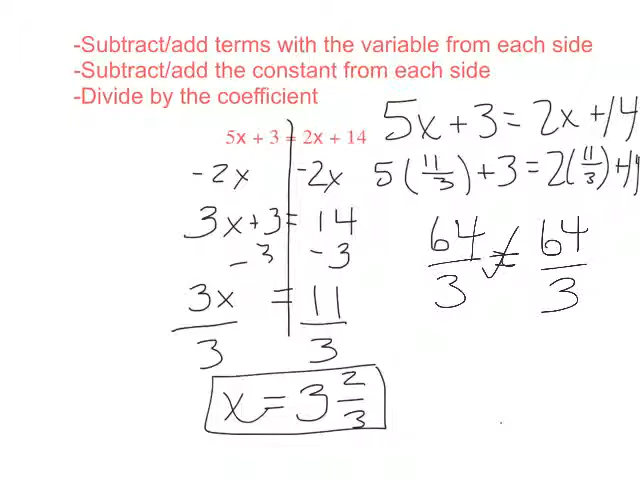 -Subtract/add terms with the variable from each side
-Subtract/add the constant from each side
-Divide by the coefficient
5x + 3 = 2x + 14
-2x -2x
3x+3 = 14
-3 -3
3x = 11
3 3
x = 3 2/3
5x+3=2x+14
5(11/3)+3=2(11/3)+14
64/3 = 64/3